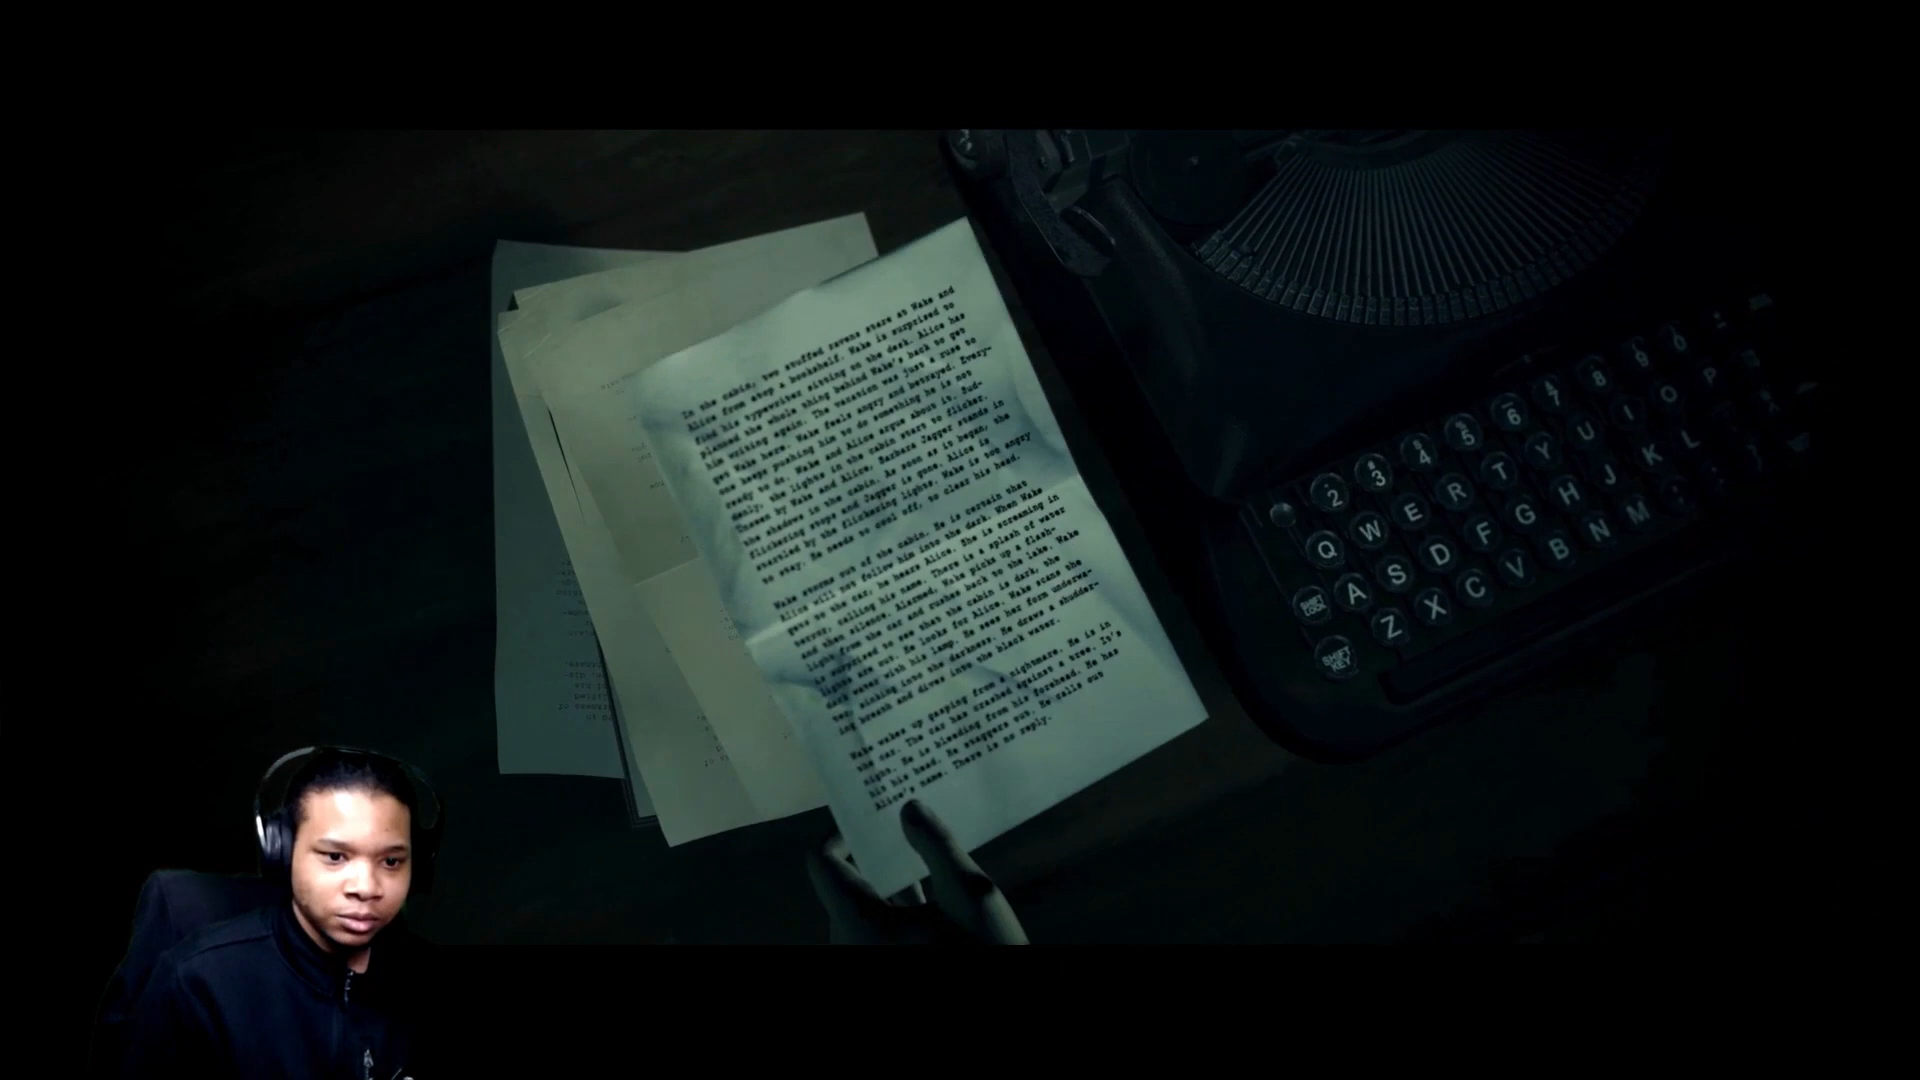 In the cabin, two stuffed ravens stare at Wake and
Alice from atop a bookshelf. Wake is surprised to
find his typewriter sitting on the desk. Alice has
planned the whole thing behind Wake's back to get
him writing again. The vacation was just a ruse to
get Wake here. Wake feels angry and betrayed. Every-
one keeps pushing him to do something he is not
ready to do. Wake and Alice argue about it. Sud-
denly, the lights in the cabin start to flicker.
Unseen by Wake and Alice, Barbara Jagger stands in
the shadows in the cabin. As soon as it began, the
flickering stops and Jagger is gone. Alice is
startled by the flickering lights. Wake is too angry
to stay. He needs to cool off, to clear his head.
Wake storms out of the cabin. He is certain that
Alice will not follow him into the dark. When Wake
gets to the car, he hears Alice. She is screaming in
terror, calling his name. There is a splash of water
and then silence. Alarmed, Wake picks up a flash-
light from the car and rushes back to the lake. Wake
is surprised to see that the cabin is dark, the
lights are out. He looks for Alice. Wake scans the
dark water with his lamp. He sees her form underwa-
ter, sinking into the darkness. He draws a shudder-
ing breath and dives into the black water.
Wake wakes up gasping from a nightmare. He is in
the car. The car has crashed against a tree. It's
night. He is bleeding from his forehead. He has
hit his head. He staggers out. He calls out
Alice's name. There is no reply.
2 3 4 5 6 7 8 9 0
Q W E R T Y U I O P
SHIFT LOCK A S D F G H J K L
SHIFT KEY Z X C V B N M